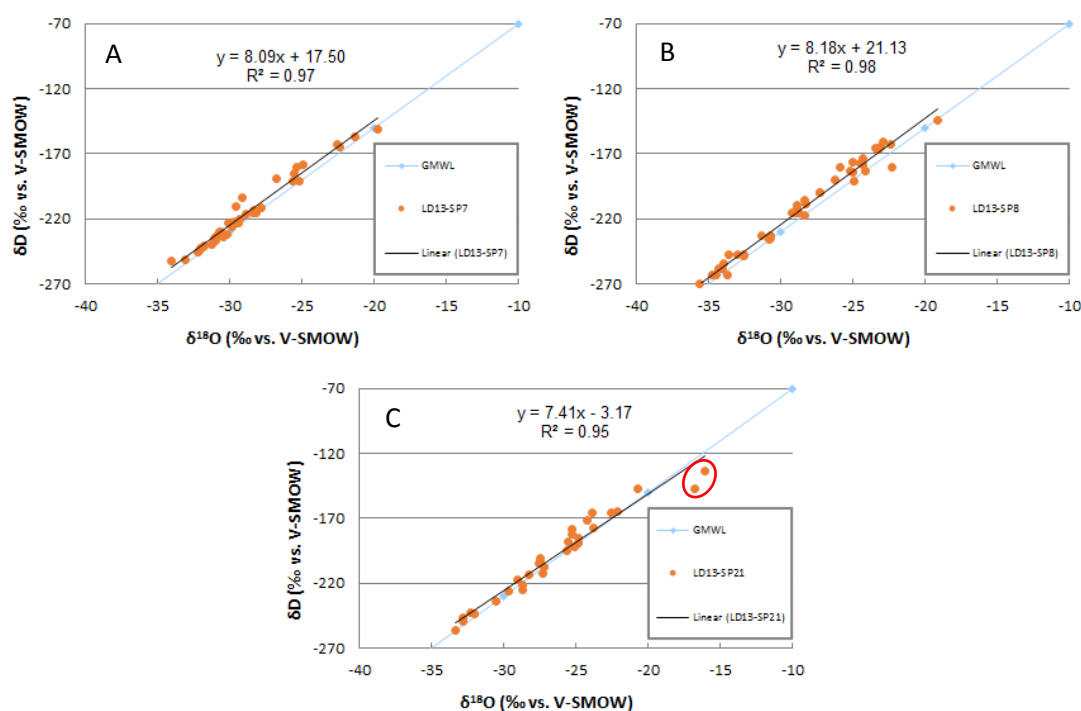 A
y = 8.09x + 17.50
R² = 0.97
-70
-120
-170
-220
-270
-40
-35
-30
-25
-20
-15
-10
δD (‰ vs. V-SMOW)
δ¹⁸O (‰ vs. V-SMOW)
GMWL
LD13-SP7
Linear (LD13-SP7)
B
y = 8.18x + 21.13
R² = 0.98
-70
-120
-170
-220
-270
-40
-35
-30
-25
-20
-15
-10
δD (‰ vs. V-SMOW)
δ¹⁸O (‰ vs. V-SMOW)
GMWL
LD13-SP8
Linear (LD13-SP8)
C
y = 7.41x - 3.17
R² = 0.95
-70
-120
-170
-220
-270
-40
-35
-30
-25
-20
-15
-10
δD (‰ vs. V-SMOW)
δ¹⁸O (‰ vs. V-SMOW)
GMWL
LD13-SP21
Linear (LD13-SP21)